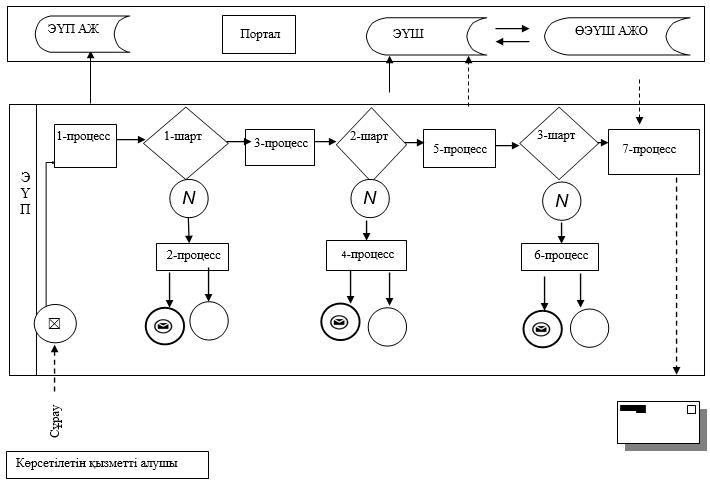 ЭҮП АЖ
Портал
ЭҮШ
ӨЭҮШ АЖО
1-процесс
1-шарт
3-процесс
2-шарт
5-процесс
3-шарт
7-процесс
Э
Ү
П
N
N
N
2-процесс
4-процесс
6-процесс
Сұрау
Көрсетілетін қызметті алушы